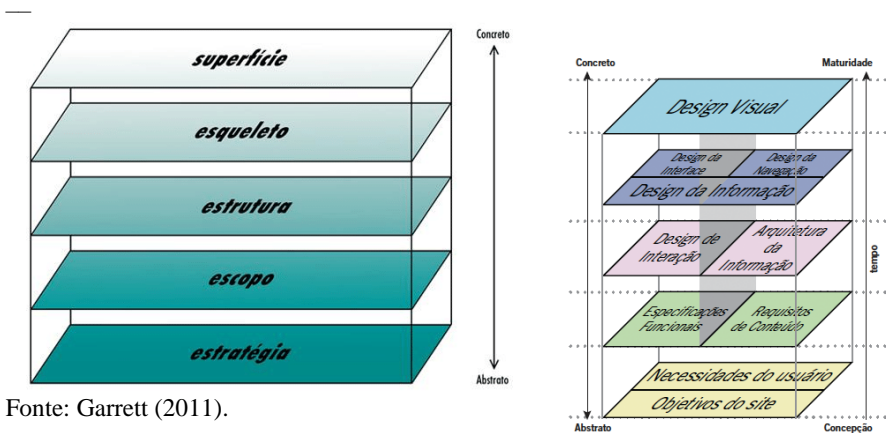 Concreto
superfície
esqueleto
estrutura
escopo
estratégia
Abstrato
Fonte: Garrett (2011).
Concreto
Maturidade
Design Visual
Design da
Interface
Design da
Navegação
Design da Informação
Design de
Interação
Arquitetura
da
Informação
tempo
Especificações
Funcionais
Requisitos
de Conteúdo
Necessidades do usuário
Objetivos do site
Abstrato
Concepção